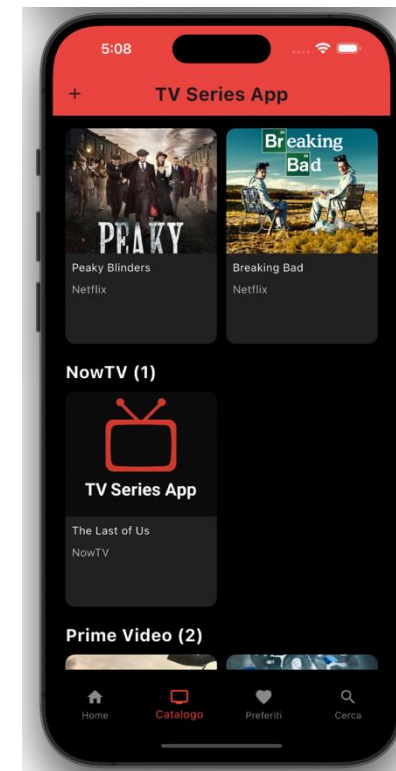 5:08
+ TV Series App
Breaking
Bad
PEAKY
Peaky Blinders
Netflix
Breaking Bad
Netflix
NowTV (1)
TV Series App
The Last of Us
NowTV
Prime Video (2)
Home Catalogo Preferiti Cerca